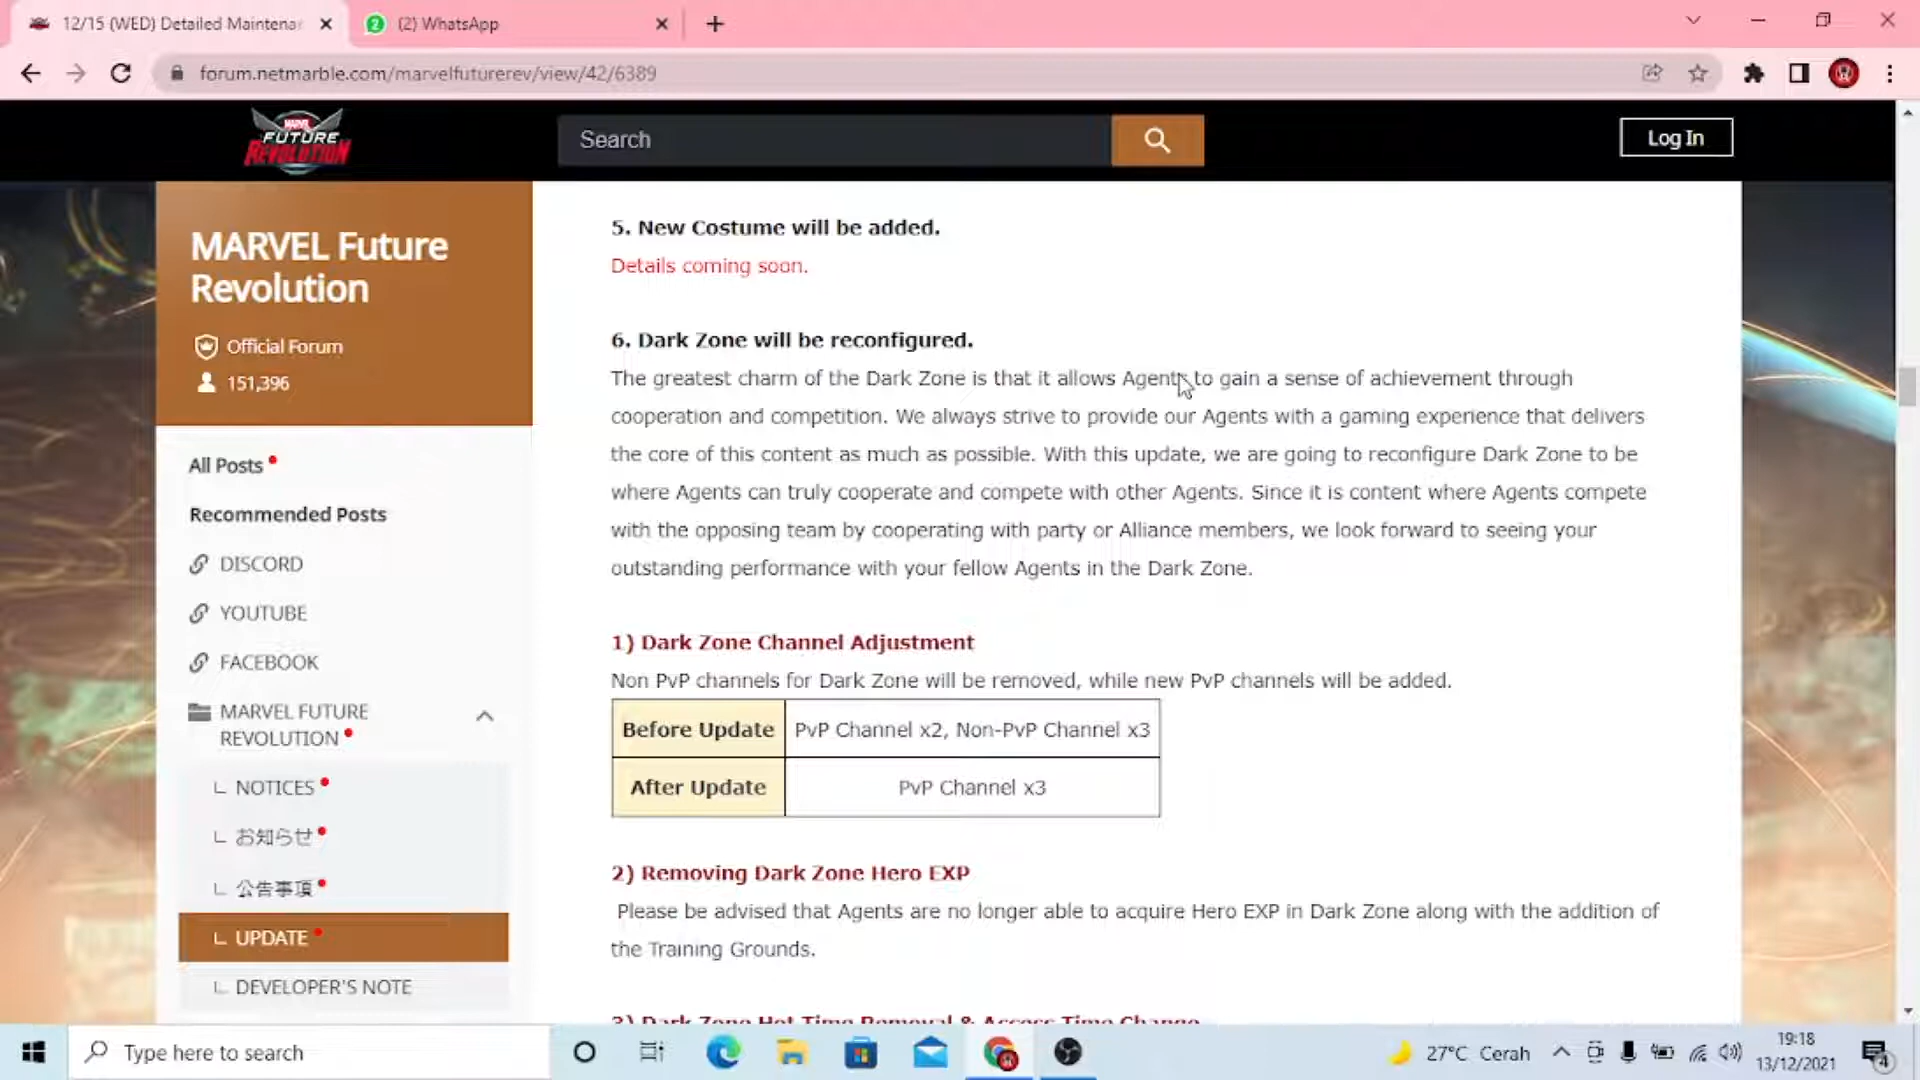 12/15 (WED) Detailed Maintenan
(2) WhatsApp
forum.netmarble.com/marvelfuturerev/view/42/6389
MARVEL
FUTURE
REVOLUTION
Search
Log In
MARVEL Future
Revolution
Official Forum
151,396
All Posts
Recommended Posts
DISCORD
YOUTUBE
FACEBOOK
MARVEL FUTURE
REVOLUTION
NOTICES
お知らせ
公告事項
UPDATE
DEVELOPER'S NOTE
5. New Costume will be added.
Details coming soon.
6. Dark Zone will be reconfigured.
The greatest charm of the Dark Zone is that it allows Agents to gain a sense of achievement through
cooperation and competition. We always strive to provide our Agents with a gaming experience that delivers
the core of this content as much as possible. With this update, we are going to reconfigure Dark Zone to be
where Agents can truly cooperate and compete with other Agents. Since it is content where Agents compete
with the opposing team by cooperating with party or Alliance members, we look forward to seeing your
outstanding performance with your fellow Agents in the Dark Zone.
1) Dark Zone Channel Adjustment
Non PvP channels for Dark Zone will be removed, while new PvP channels will be added.
Before Update PvP Channel x2, Non-PvP Channel x3
After Update PvP Channel x3
2) Removing Dark Zone Hero EXP
Please be advised that Agents are no longer able to acquire Hero EXP in Dark Zone along with the addition of
the Training Grounds.
3) Dark Zone Hot Time Removal & Access Time Change
Type here to search
27°C Cerah
19:18
13/12/2021
4